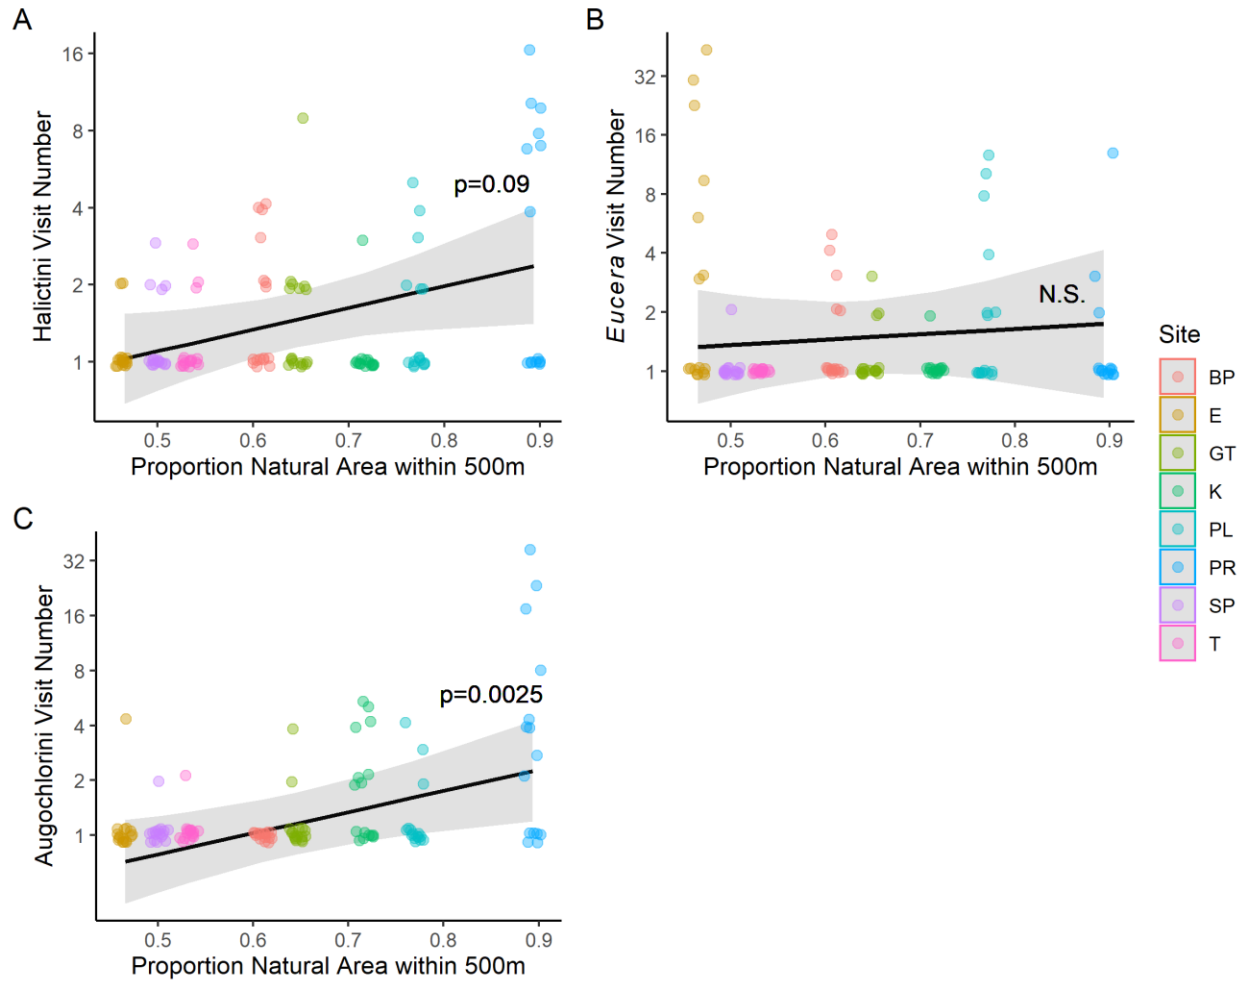 A
16
8
4
2
1
Halictini Visit Number
p=0.09
0.5 0.6 0.7 0.8 0.9
Proportion Natural Area within 500m
B
32
16
8
4
2
1
Eucera Visit Number
N.S.
0.5 0.6 0.7 0.8 0.9
Proportion Natural Area within 500m
Site
BP
E
GT
K
PL
PR
SP
T
C
32
16
8
4
2
1
Augochlorini Visit Number
p=0.0025
0.5 0.6 0.7 0.8 0.9
Proportion Natural Area within 500m